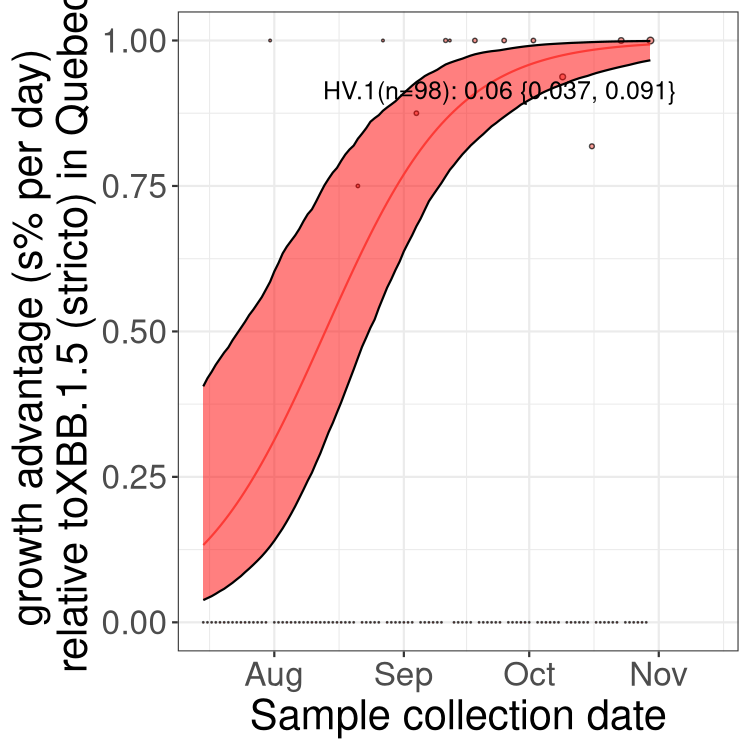 growth advantage (s% per day)
relative toXBB.1.5 (stricto) in Quebec
1.00
0.75
0.50
0.25
0.00
HV.1(n=98): 0.06 {0.037, 0.091}
Aug Sep Oct Nov
Sample collection date